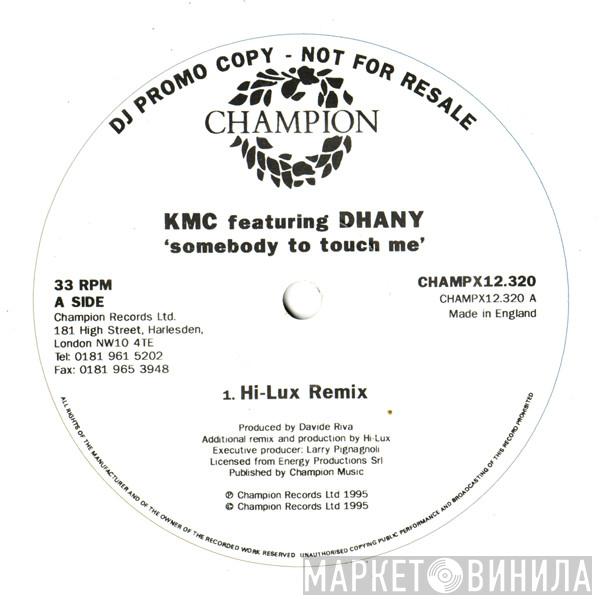 DJ PROMO COPY - NOT FOR RESALE
CHAMPION
KMC featuring DHANY
'somebody to touch me'
33 RPM
A SIDE
Champion Records Ltd.
181 High Street, Harlesden,
London NW10 4TE
Tel: 0181 961 5202
Fax: 0181 965 3948
CHAMPX12.320
CHAMPX12.320 A
Made in England
1. Hi-Lux Remix
Produced by Davide Riva
Additional remix and production by Hi-Lux
Executive producer: Larry Pignagnoli
Licensed from Energy Productions Srl
Published by Champion Music
℗ Champion Records Ltd 1995
© Champion Records Ltd 1995
ALL RIGHTS OF THE MANUFACTURER AND OF THE OWNER OF THE RECORDED WORK RESERVED UNAUTHORISED COPYING PUBLIC PERFORMANCE AND BROADCASTING OF THIS RECORD PROHIBITED
МАРКЕТ ВИНИЛА